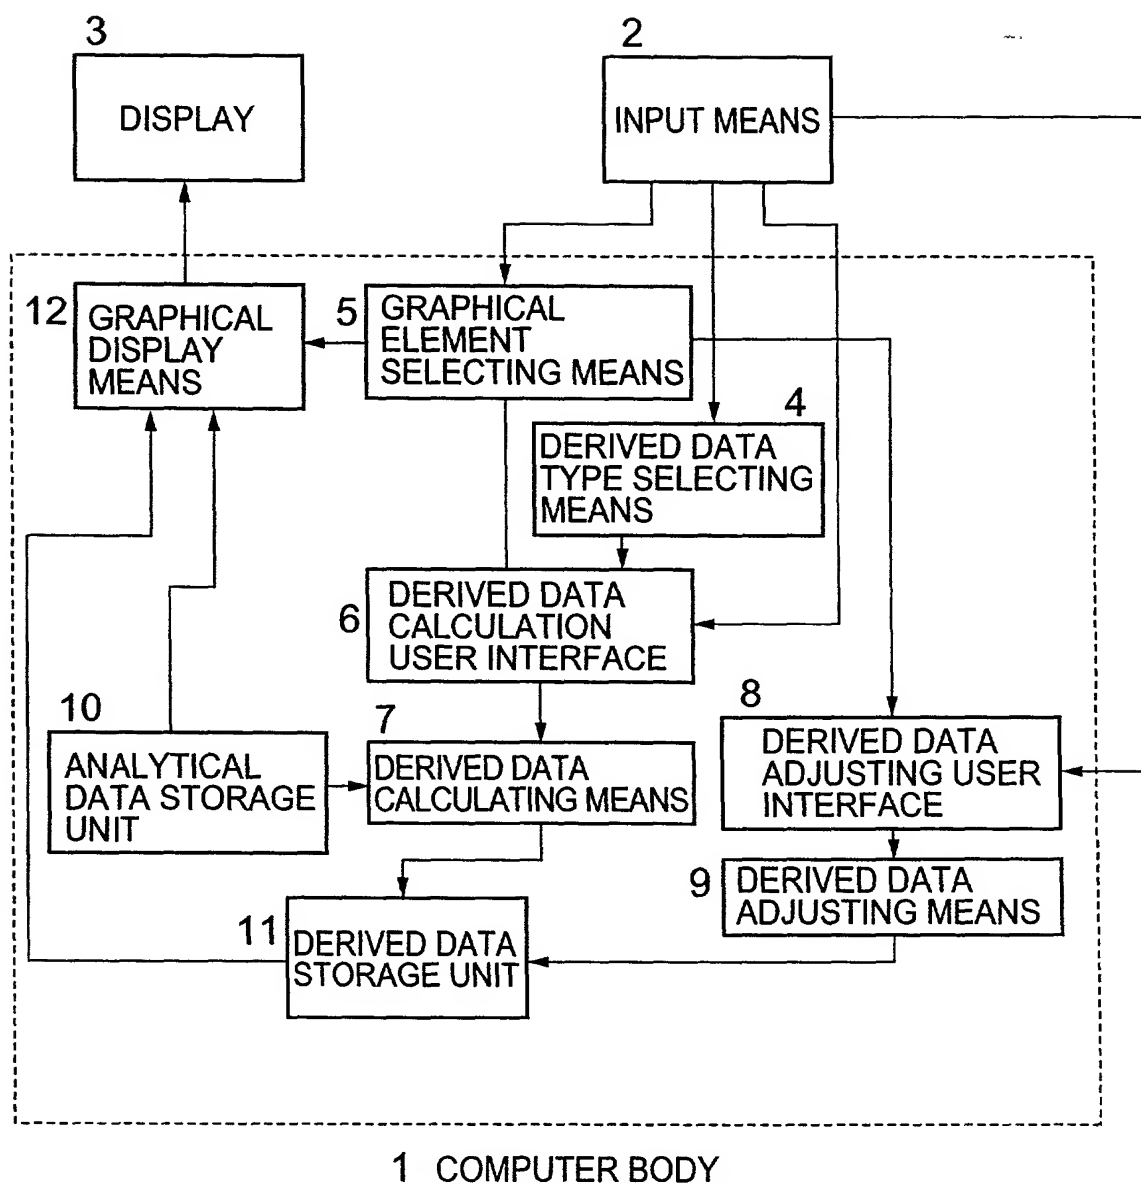 3
DISPLAY
2
INPUT MEANS
12
GRAPHICAL
DISPLAY
MEANS
5
GRAPHICAL
ELEMENT
SELECTING MEANS
4
DERIVED DATA
TYPE SELECTING
MEANS
6
DERIVED DATA
CALCULATION
USER INTERFACE
10
ANALYTICAL
DATA STORAGE
UNIT
7
DERIVED DATA
CALCULATING MEANS
8
DERIVED DATA
ADJUSTING USER
INTERFACE
9
DERIVED DATA
ADJUSTING MEANS
11
DERIVED DATA
STORAGE UNIT
1 COMPUTER BODY